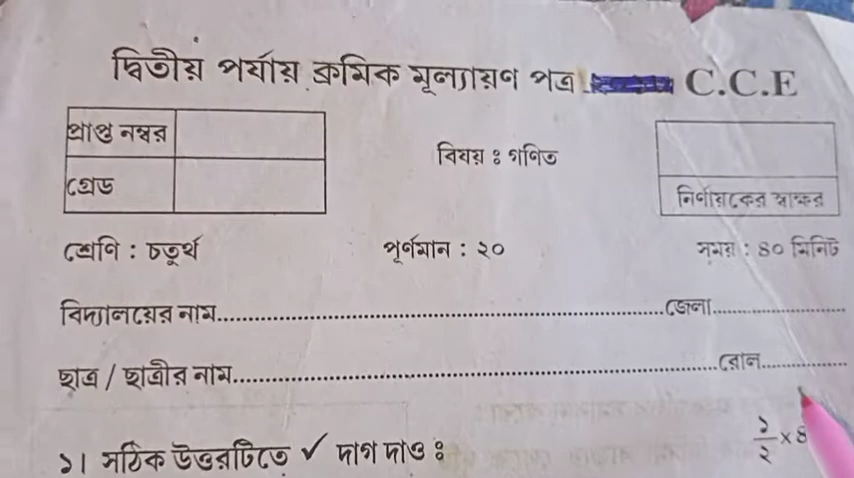 দ্বিতীয় পর্যায় ক্রমিক মূল্যায়ণ পত্র C.C.E
প্রাপ্ত নম্বর
গ্রেড
বিষয় ঃ গণিত
নির্ণায়কের স্বাক্ষর
শ্রেণি : চতুর্থ পূর্ণমান : ২০ সময় : ৪০ মিনিট
বিদ্যালয়ের নাম............................................................জেলা..................
ছাত্র / ছাত্রীর নাম............................................................রোল................
১। সঠিক উত্তরটিতে ✓ দাগ দাও ঃ ১/২ × ৪